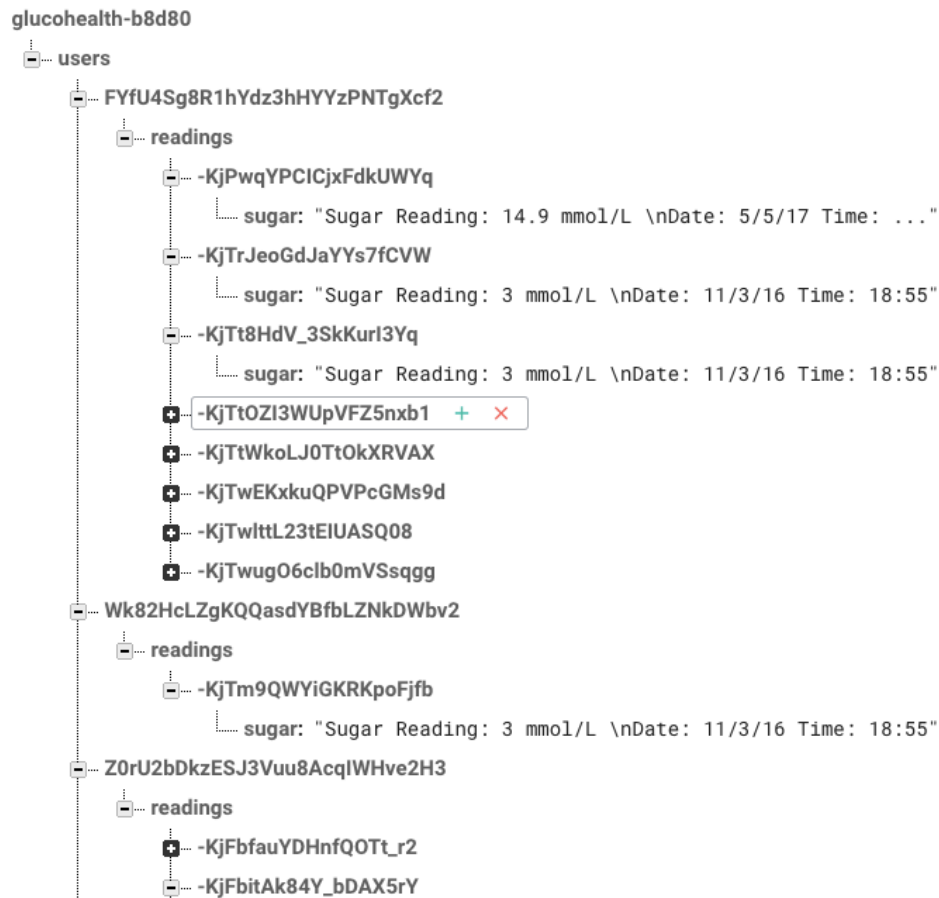 glucohealth-b8d80
users
FYfU4Sg8R1hYdz3hHYYzPNTgXcf2
readings
-KjPwqYPCICjxFdkUWYq
sugar: "Sugar Reading: 14.9 mmol/L \nDate: 5/5/17 Time: ..."
-KjTrJeoGdJaYYs7fCVW
sugar: "Sugar Reading: 3 mmol/L \nDate: 11/3/16 Time: 18:55"
-KjTt8HdV_3SkKurI3Yq
sugar: "Sugar Reading: 3 mmol/L \nDate: 11/3/16 Time: 18:55"
-KjTtOZI3WUpVFZ5nxb1
-KjTtWkoLJ0TtOkXRVAX
-KjTwEKxkuQPVPcGMs9d
-KjTwlttL23tEIUASQ08
-KjTwugO6clb0mVSsqgg
Wk82HcLZgKQQasdYBfbLZNkDWbv2
readings
-KjTm9QWYiGKRKpoFjfb
sugar: "Sugar Reading: 3 mmol/L \nDate: 11/3/16 Time: 18:55"
Z0rU2bDkzESJ3Vuu8AcqIWHve2H3
readings
-KjFbfauYDHnfQOTt_r2
-KjFbitAk84Y_bDAX5rY